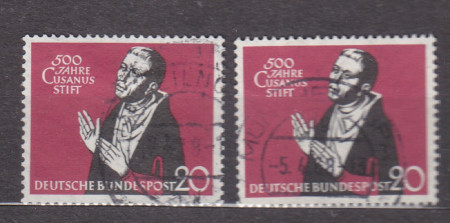 500
JAHRE
CUSANUS
STIFT
DEUTSCHE BUNDESPOST 20
500
JAHRE
CUSANUS
STIFT
DEUTSCHE BUNDESPOST 20